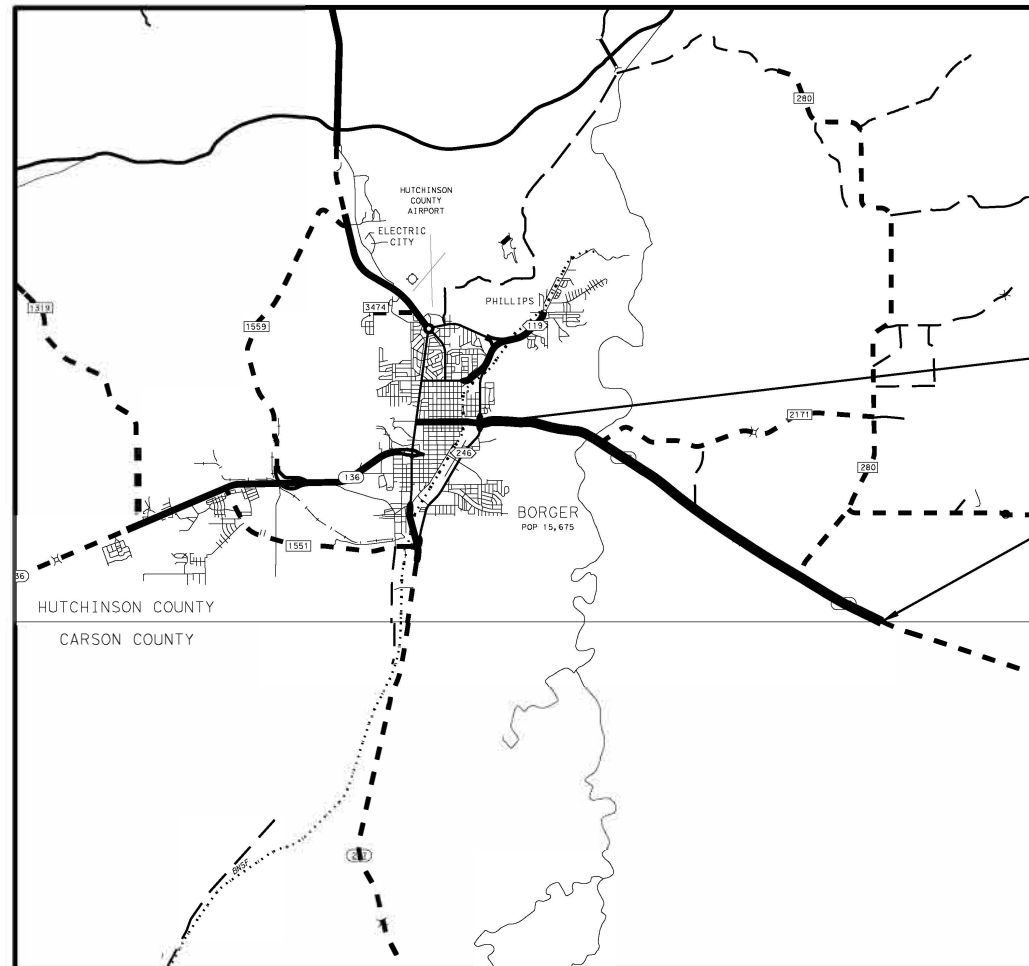 280
HUTCHINSON
COUNTY
AIRPORT
ELECTRIC
CITY
1319
3474
PHILLIPS
1559
119
2171
246
136
280
BORGER
POP 15,675
1551
36
HUTCHINSON COUNTY
CARSON COUNTY
BNSF